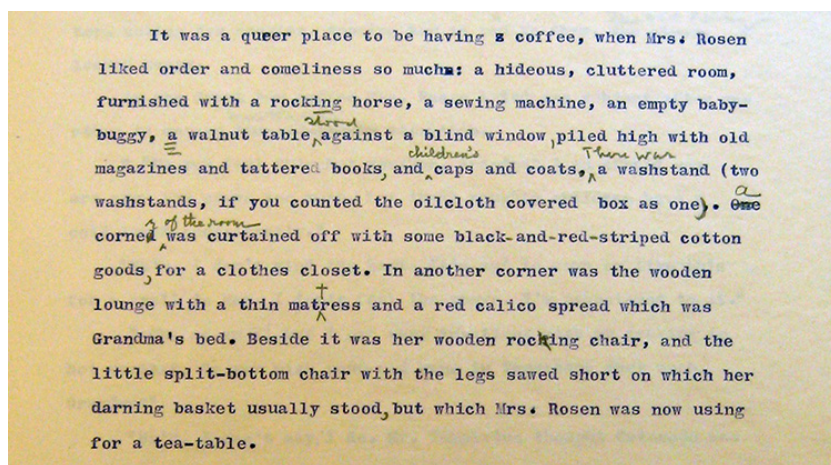 It was a queer place to be having s coffee, when Mrs. Rosen
liked order and comeliness so much: a hideous, cluttered room,
furnished with a rocking horse, a sewing machine, an empty baby-
stood
buggy, a walnut table, against a blind window, piled high with old
children's There was
magazines and tattered books, and caps and coats, a washstand (two
washstands, if you counted the oilcloth covered box as one). One
a
r of the room
corner was curtained off with some black-and-red-striped cotton
goods, for a clothes closet. In another corner was the wooden
t
lounge with a thin matress and a red calico spread which was
Grandma's bed. Beside it was her wooden rocking chair, and the
little split-bottom chair with the legs sawed short on which her
darning basket usually stood, but which Mrs. Rosen was now using
for a tea-table.